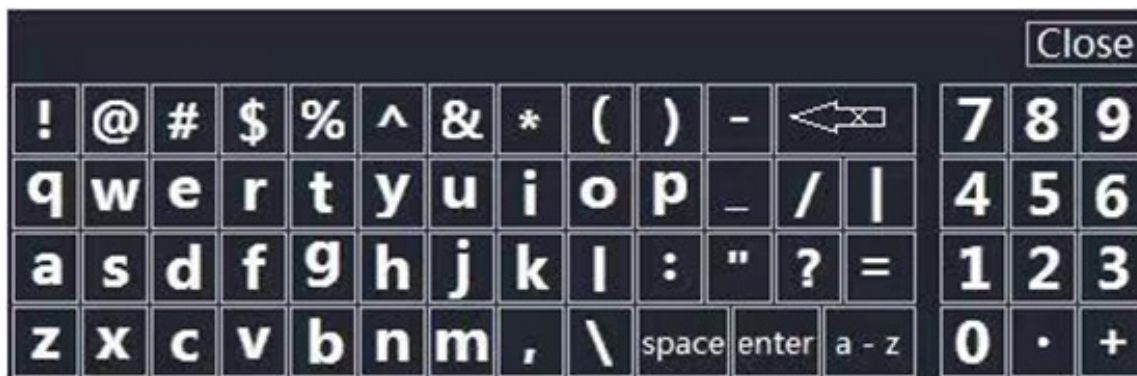 Close
! @ # $ % ^ & * ( ) - 7 8 9
q w e r t y u i o p _ / | 4 5 6
a s d f g h j k l : " ? = 1 2 3
z x c v b n m , \ space enter a - z 0 . +